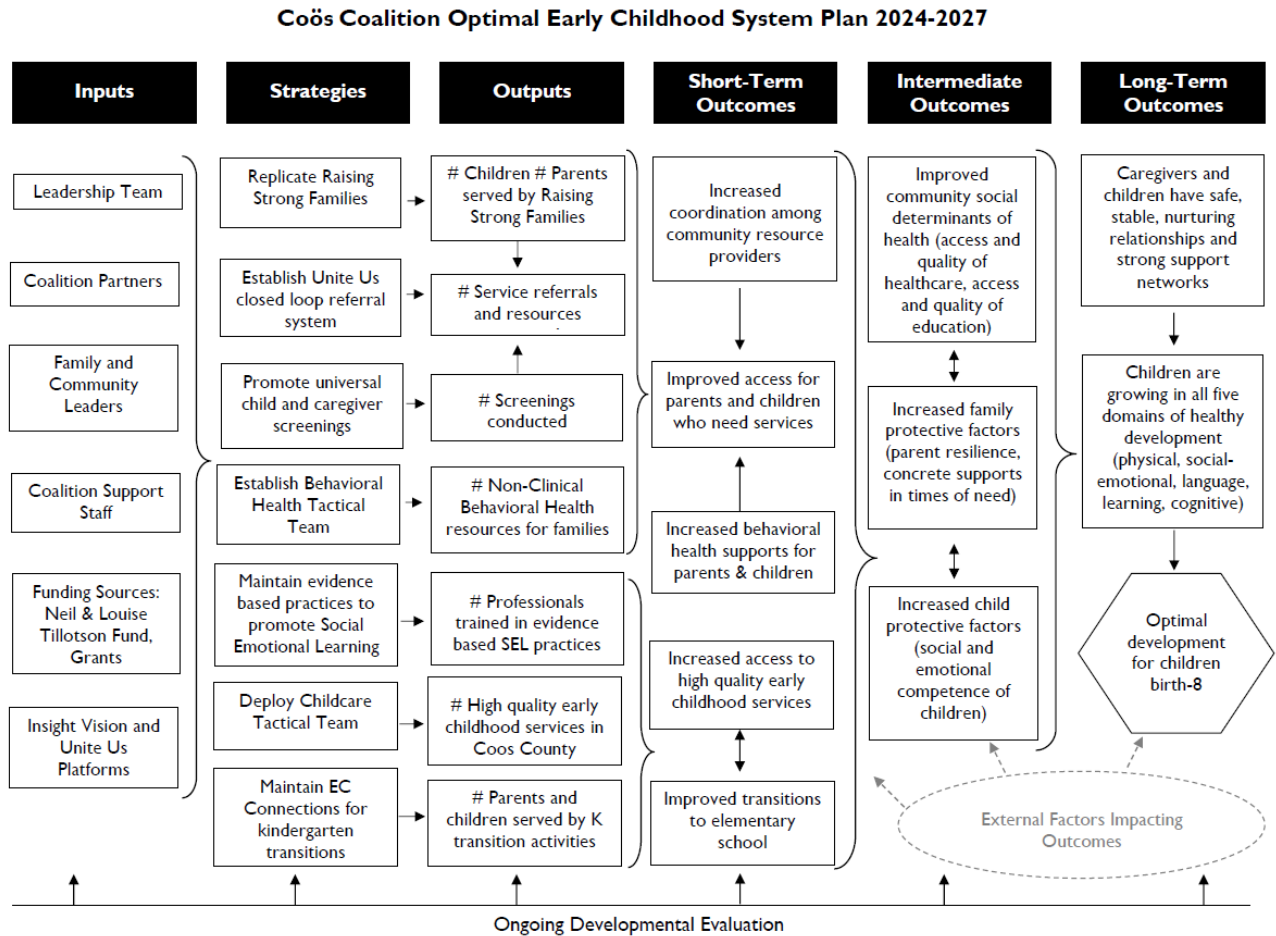 Coös Coalition Optimal Early Childhood System Plan 2024-2027
Inputs
Strategies
Outputs
Short-Term
Outcomes
Intermediate
Outcomes
Long-Term
Outcomes
Leadership Team
Coalition Partners
Family and
Community
Leaders
Coalition Support
Staff
Funding Sources:
Neil & Louise
Tillotson Fund,
Grants
Insight Vision and
Unite Us
Platforms
Replicate Raising
Strong Families
Establish Unite Us
closed loop referral
system
Promote universal
child and caregiver
screenings
Establish Behavioral
Health Tactical
Team
Maintain evidence
based practices to
promote Social
Emotional Learning
Deploy Childcare
Tactical Team
Maintain EC
Connections for
kindergarten
transitions
# Children # Parents
served by Raising
Strong Families
# Service referrals
and resources
# Screenings
conducted
# Non-Clinical
Behavioral Health
resources for families
# Professionals
trained in evidence
based SEL practices
# High quality early
childhood services in
Coos County
# Parents and
children served by K
transition activities
Increased
coordination among
community resource
providers
Improved access for
parents and children
who need services
Increased behavioral
health supports for
parents & children
Increased access to
high quality early
childhood services
Improved transitions
to elementary
school
Improved
community social
determinants of
health (access and
quality of
healthcare, access
and quality of
education)
Increased family
protective factors
(parent resilience,
concrete supports
in times of need)
Increased child
protective factors
(social and
emotional
competence of
children)
Caregivers and
children have safe,
stable, nurturing
relationships and
strong support
networks
Children are
growing in all five
domains of healthy
development
(physical, social-
emotional, language,
learning, cognitive)
Optimal
development
for children
birth-8
External Factors Impacting
Outcomes
Ongoing Developmental Evaluation